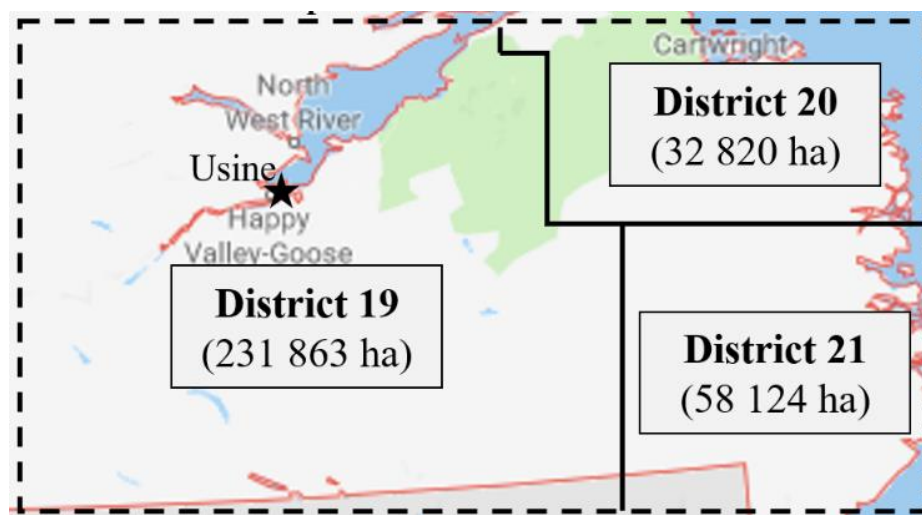 Cartwright
North
West River
District 20
(32 820 ha)
Usine
Happy
Valley-Goose
District 19
(231 863 ha)
District 21
(58 124 ha)